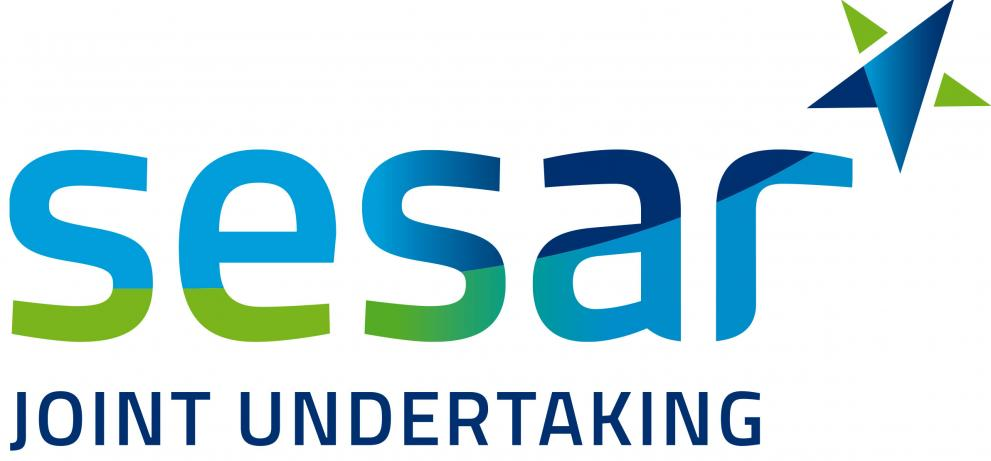 sesar
JOINT UNDERTAKING